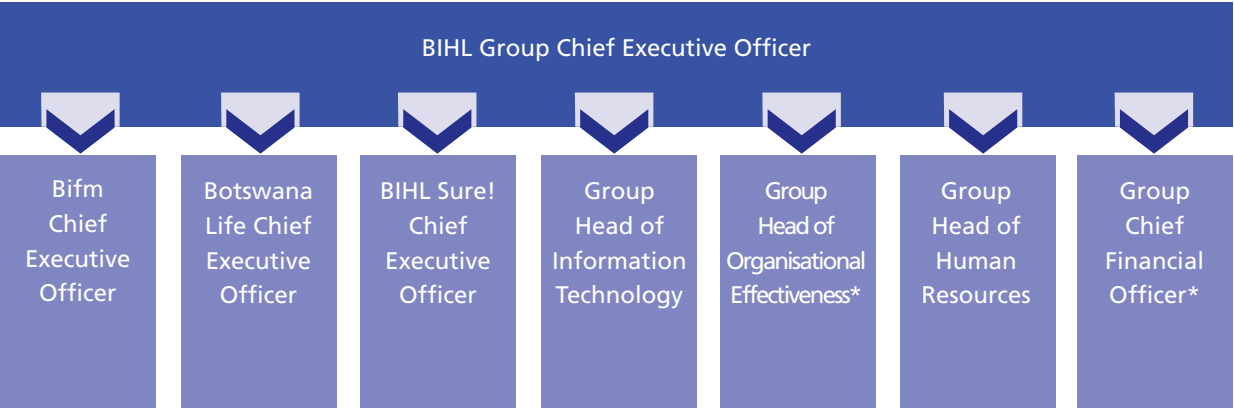 BIHL Group Chief Executive Officer
Bifm
Chief
Executive
Officer
Botswana
Life Chief
Executive
Officer
BIHL Sure!
Chief
Executive
Officer
Group
Head of
Information
Technology
Group
Head of
Organisational
Effectiveness*
Group
Head of
Human
Resources
Group
Chief
Financial
Officer*